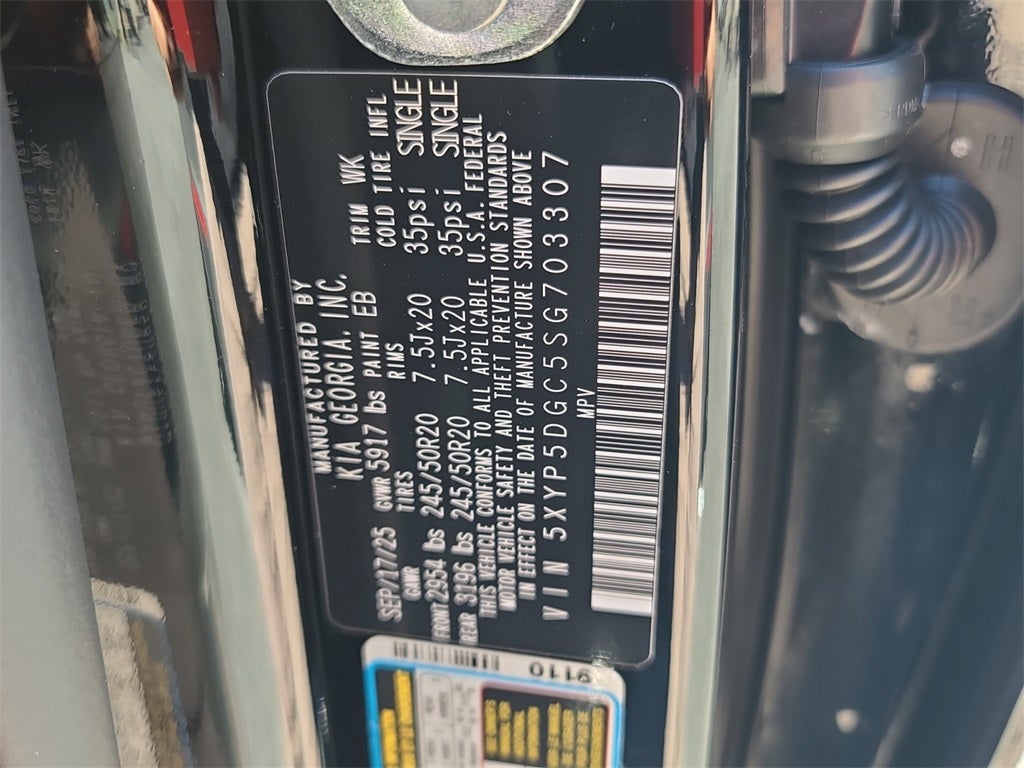 MANUFACTURED BY
KIA GEORGIA, INC.
SEP/17/25 GVWR 5917 lbs PAINT EB TRIM WK
GAWR TIRES RIMS COLD TIRE INFL
FRONT 2954 lbs 245/50R20 7.5Jx20 35psi SINGLE
REAR 3796 lbs 245/50R20 7.5Jx20 35psi SINGLE
THIS VEHICLE CONFORMS TO ALL APPLICABLE U.S.A. FEDERAL
MOTOR VEHICLE SAFETY AND THEFT PREVENTION STANDARDS
IN EFFECT ON THE DATE OF MANUFACTURE SHOWN ABOVE
VIN 5XYP5DGC5SG703307
MPV
9110
H